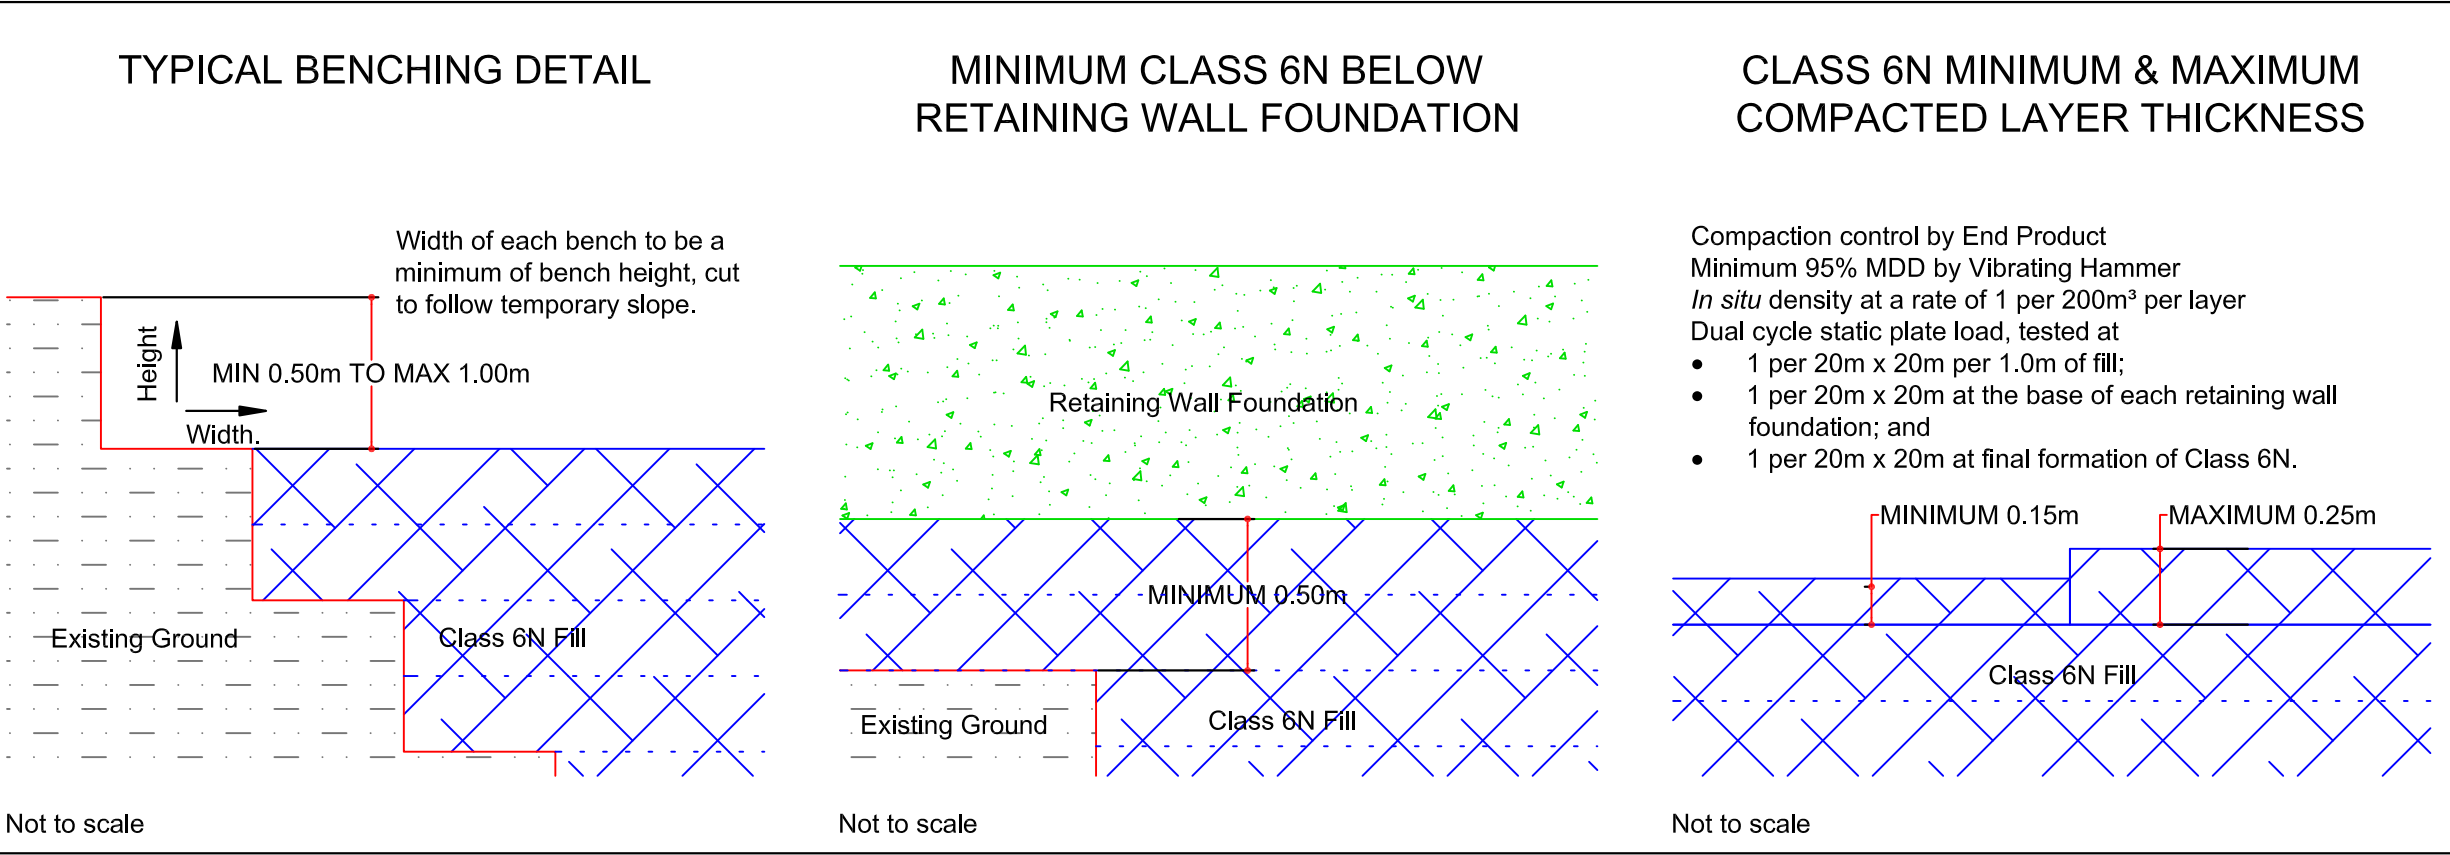 TYPICAL BENCHING DETAIL
Width of each bench to be a
minimum of bench height, cut
to follow temporary slope.
Height
MIN 0.50m TO MAX 1.00m
Width.
Existing Ground
Class 6N Fill
Not to scale
MINIMUM CLASS 6N BELOW
RETAINING WALL FOUNDATION
Retaining Wall Foundation
MINIMUM 0.50m
Existing Ground
Class 6N Fill
Not to scale
CLASS 6N MINIMUM & MAXIMUM
COMPACTED LAYER THICKNESS
Compaction control by End Product
Minimum 95% MDD by Vibrating Hammer
In situ density at a rate of 1 per 200m³ per layer
Dual cycle static plate load, tested at
• 1 per 20m x 20m per 1.0m of fill;
• 1 per 20m x 20m at the base of each retaining wall
foundation; and
• 1 per 20m x 20m at final formation of Class 6N.
MINIMUM 0.15m
MAXIMUM 0.25m
Class 6N Fill
Not to scale